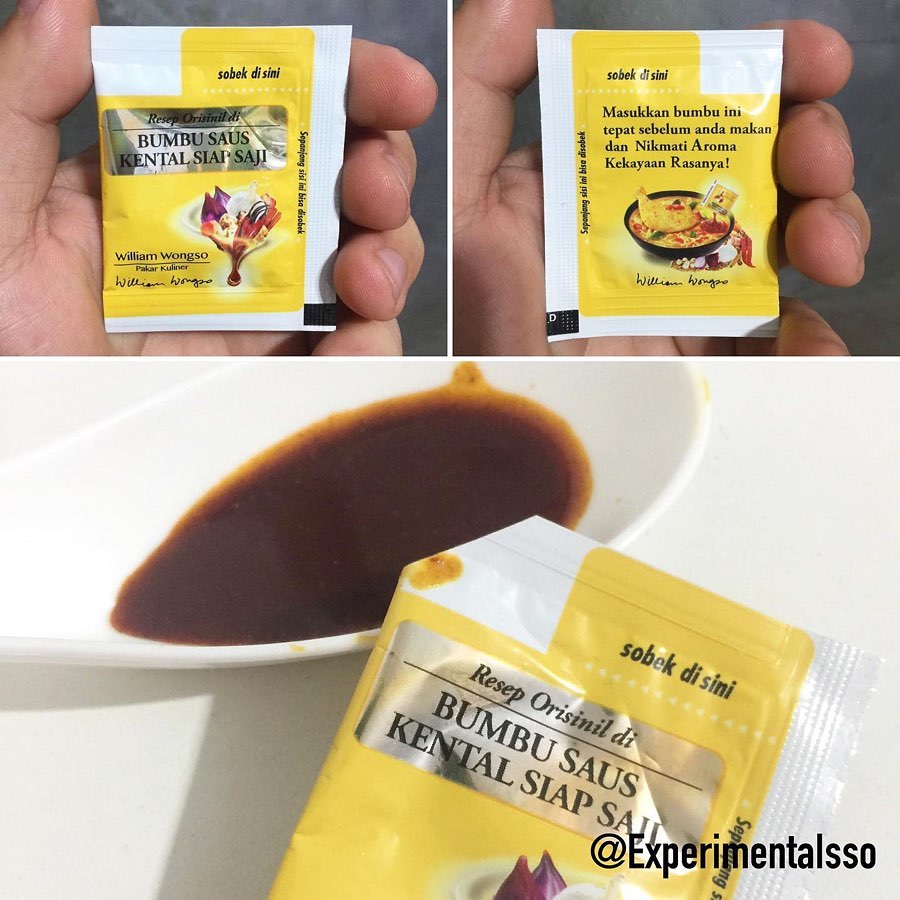 sobek di sini
Resep Orisinil di
BUMBU SAUS
KENTAL SIAP SAJI
Sepanjang sisi ini bisa disobek
William Wongso
Pakar Kuliner
William Wongso
sobek di sini
Masukkan bumbu ini
tepat sebelum anda makan
dan Nikmati Aroma
Kekayaan Rasanya!
Sepanjang sisi ini bisa disobek
William Wongso
D
sobek di sini
Resep Orisinil di
BUMBU SAUS
KENTAL SIAP SAJI
@Experimentalsso